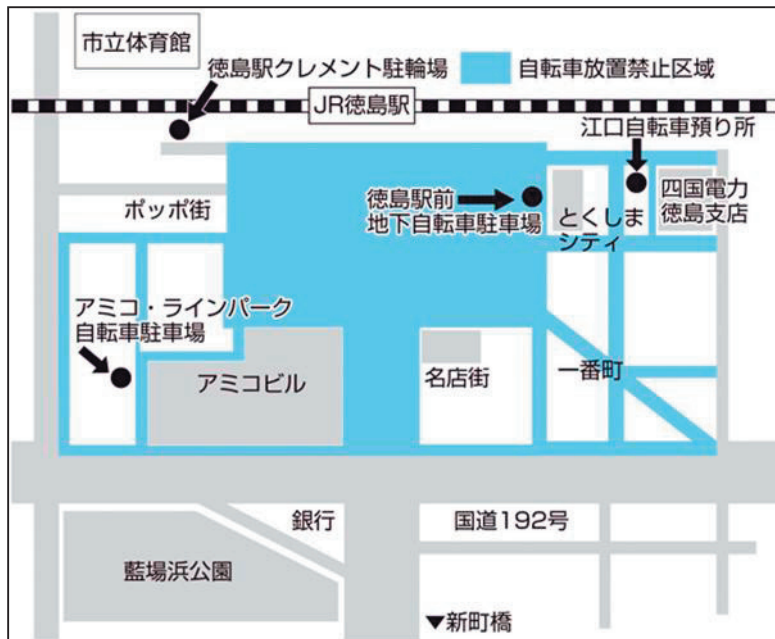 市立体育館
徳島駅クレメント駐輪場
自転車放置禁止区域
JR徳島駅
江口自転車預り所
ポッポ街
徳島駅前
地下自転車駐車場
とくしま
シティ
四国電力
徳島支店
アミコ・ラインパーク
自転車駐車場
アミコビル
名店街
一番町
銀行
国道192号
藍場浜公園
▼新町橋